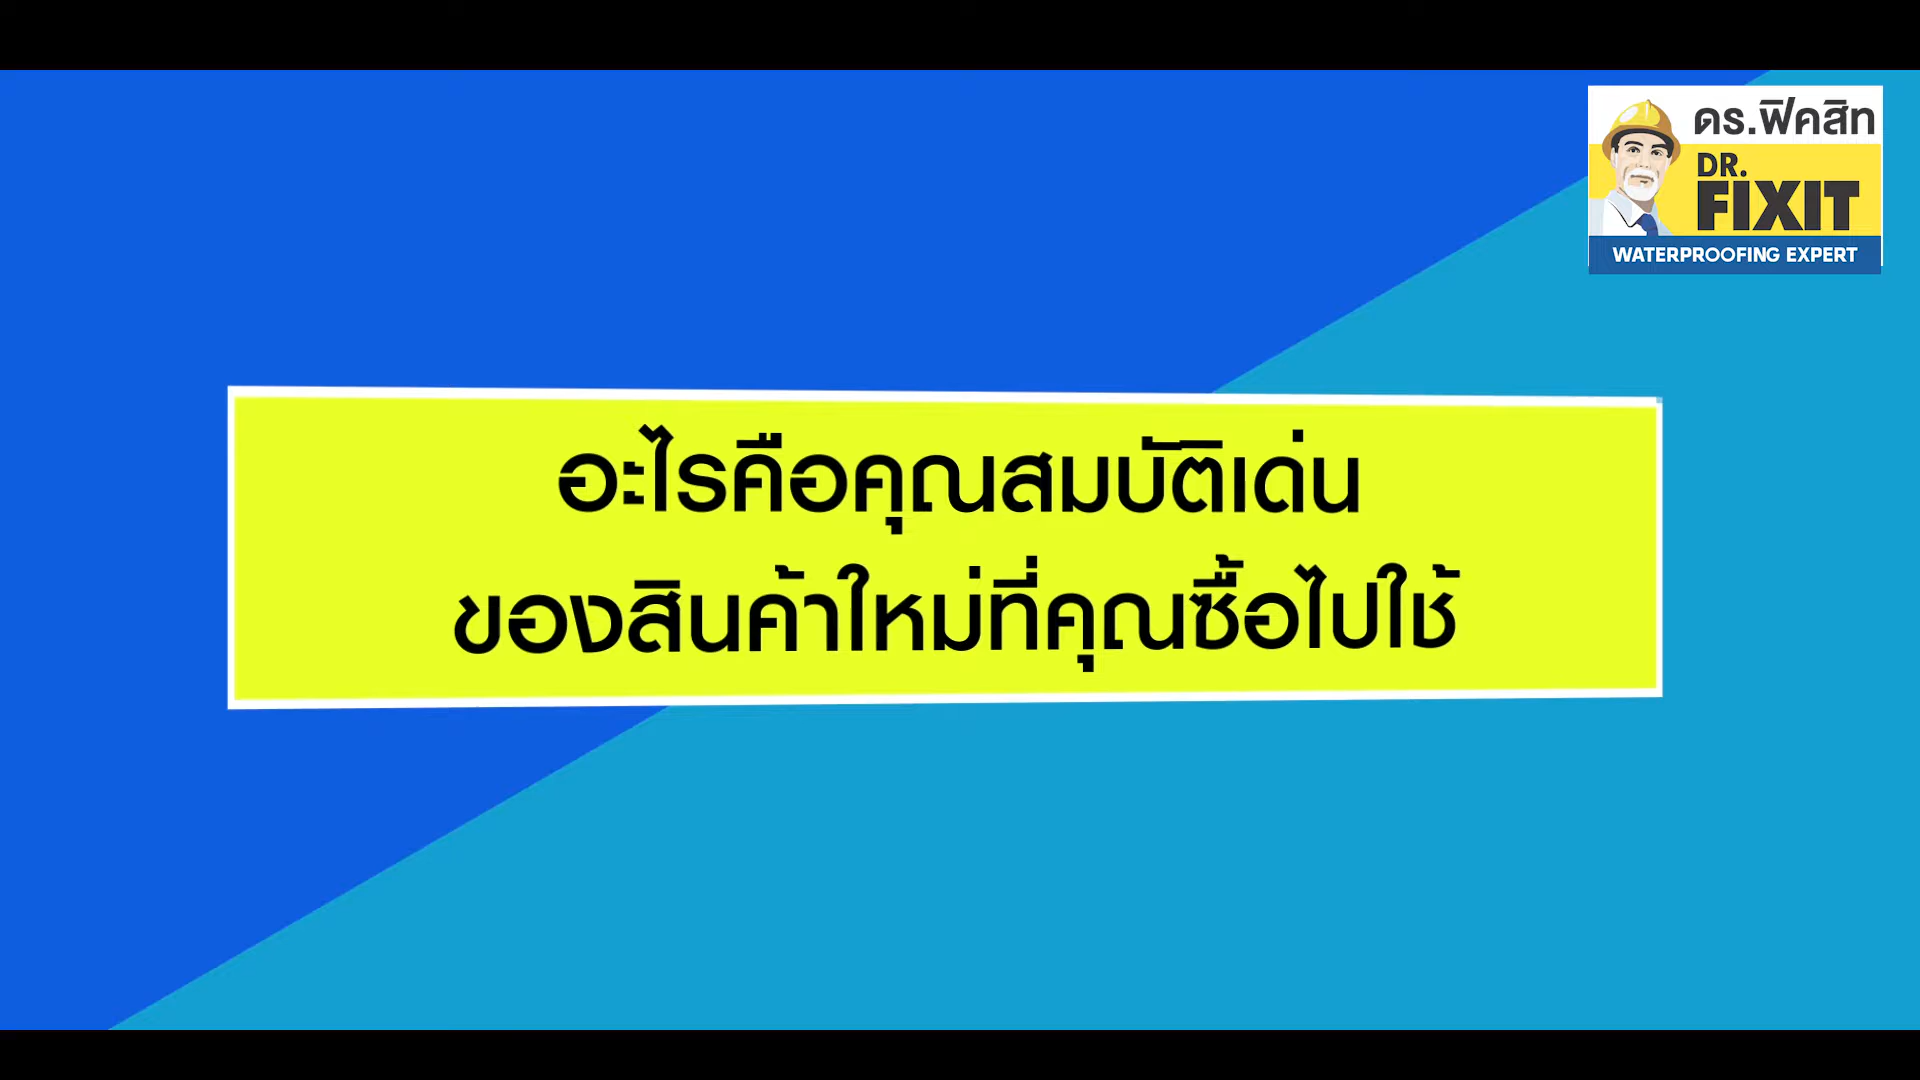 ดร.ฟิคสิท
DR.
FIXIT
WATERPROOFING EXPERT
อะไรคือคุณสมบัติเด่น
ของสินค้าใหม่ที่คุณซื้อไปใช้